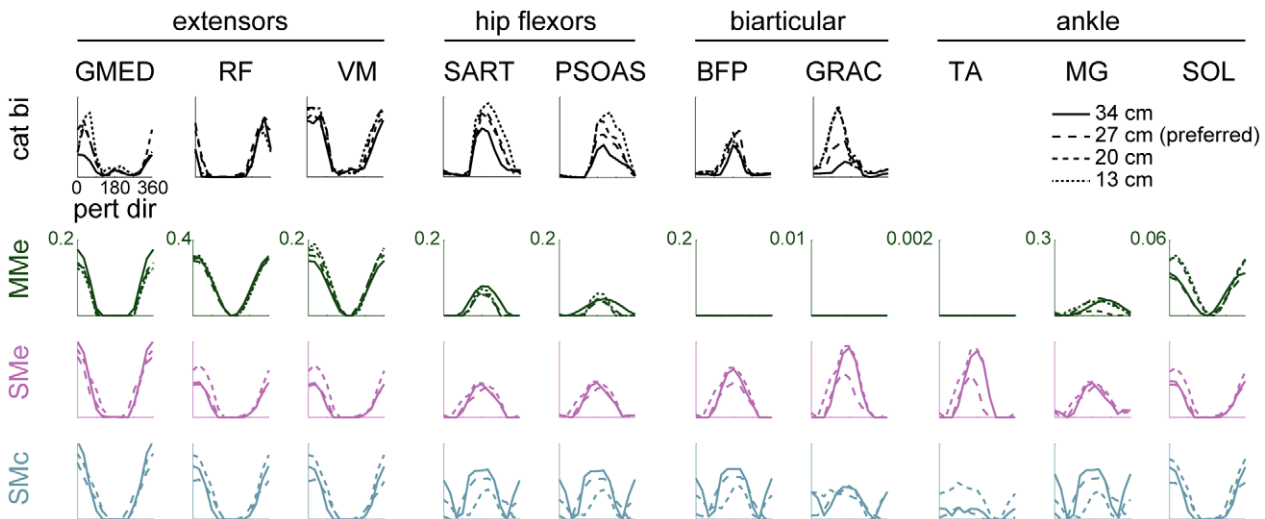 extensors hip flexors biarticular ankle
GMED RF VM SART PSOAS BFP GRAC TA MG SOL
cat bi
34 cm
27 cm (preferred)
20 cm
13 cm
0 180 360
pert dir
MMe
0.2 0.4 0.2 0.2 0.2 0.2 0.01 0.002 0.3 0.06
SMe
SMc